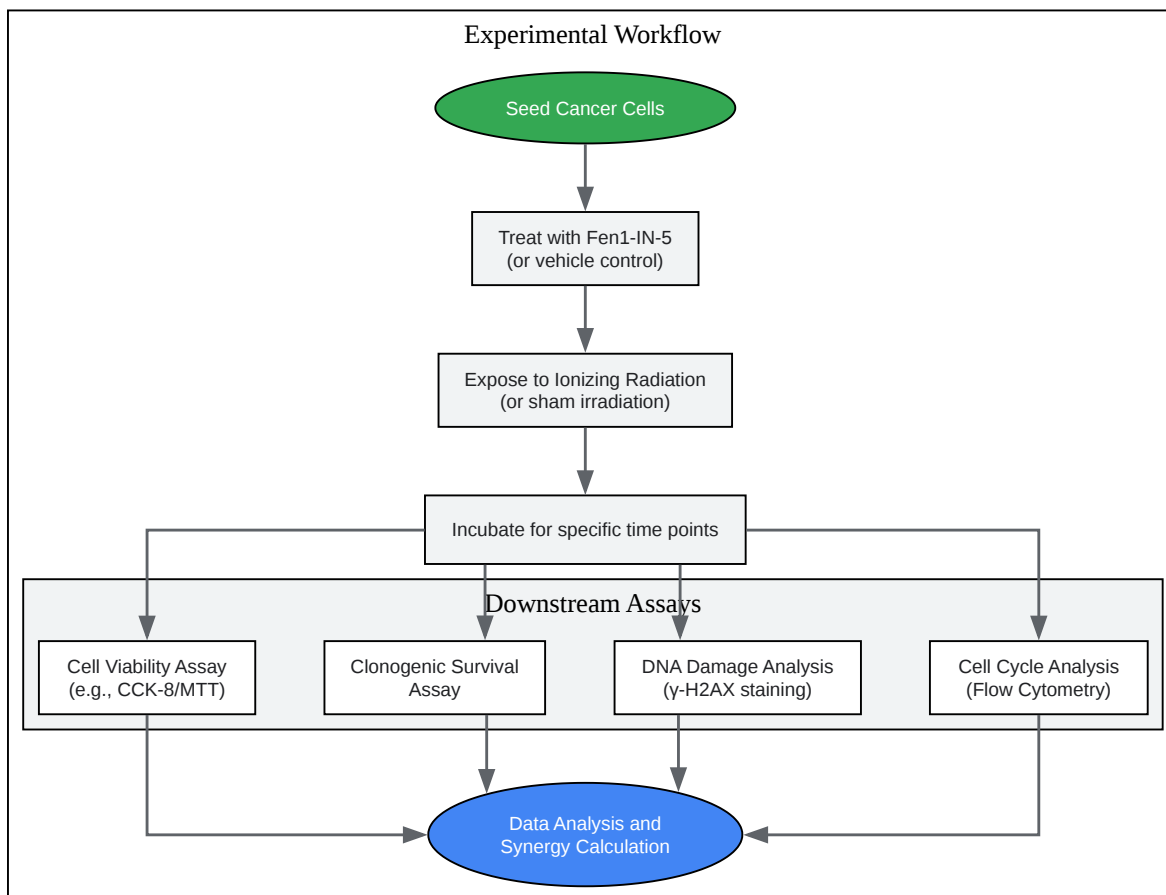 Experimental Workflow
Seed Cancer Cells
Treat with Fen1-IN-5
(or vehicle control)
Expose to Ionizing Radiation
(or sham irradiation)
Incubate for specific time points
Downstream Assays
Cell Viability Assay
(e.g., CCK-8/MTT)
Clonogenic Survival
Assay
DNA Damage Analysis
(γ-H2AX staining)
Cell Cycle Analysis
(Flow Cytometry)
Data Analysis and
Synergy Calculation